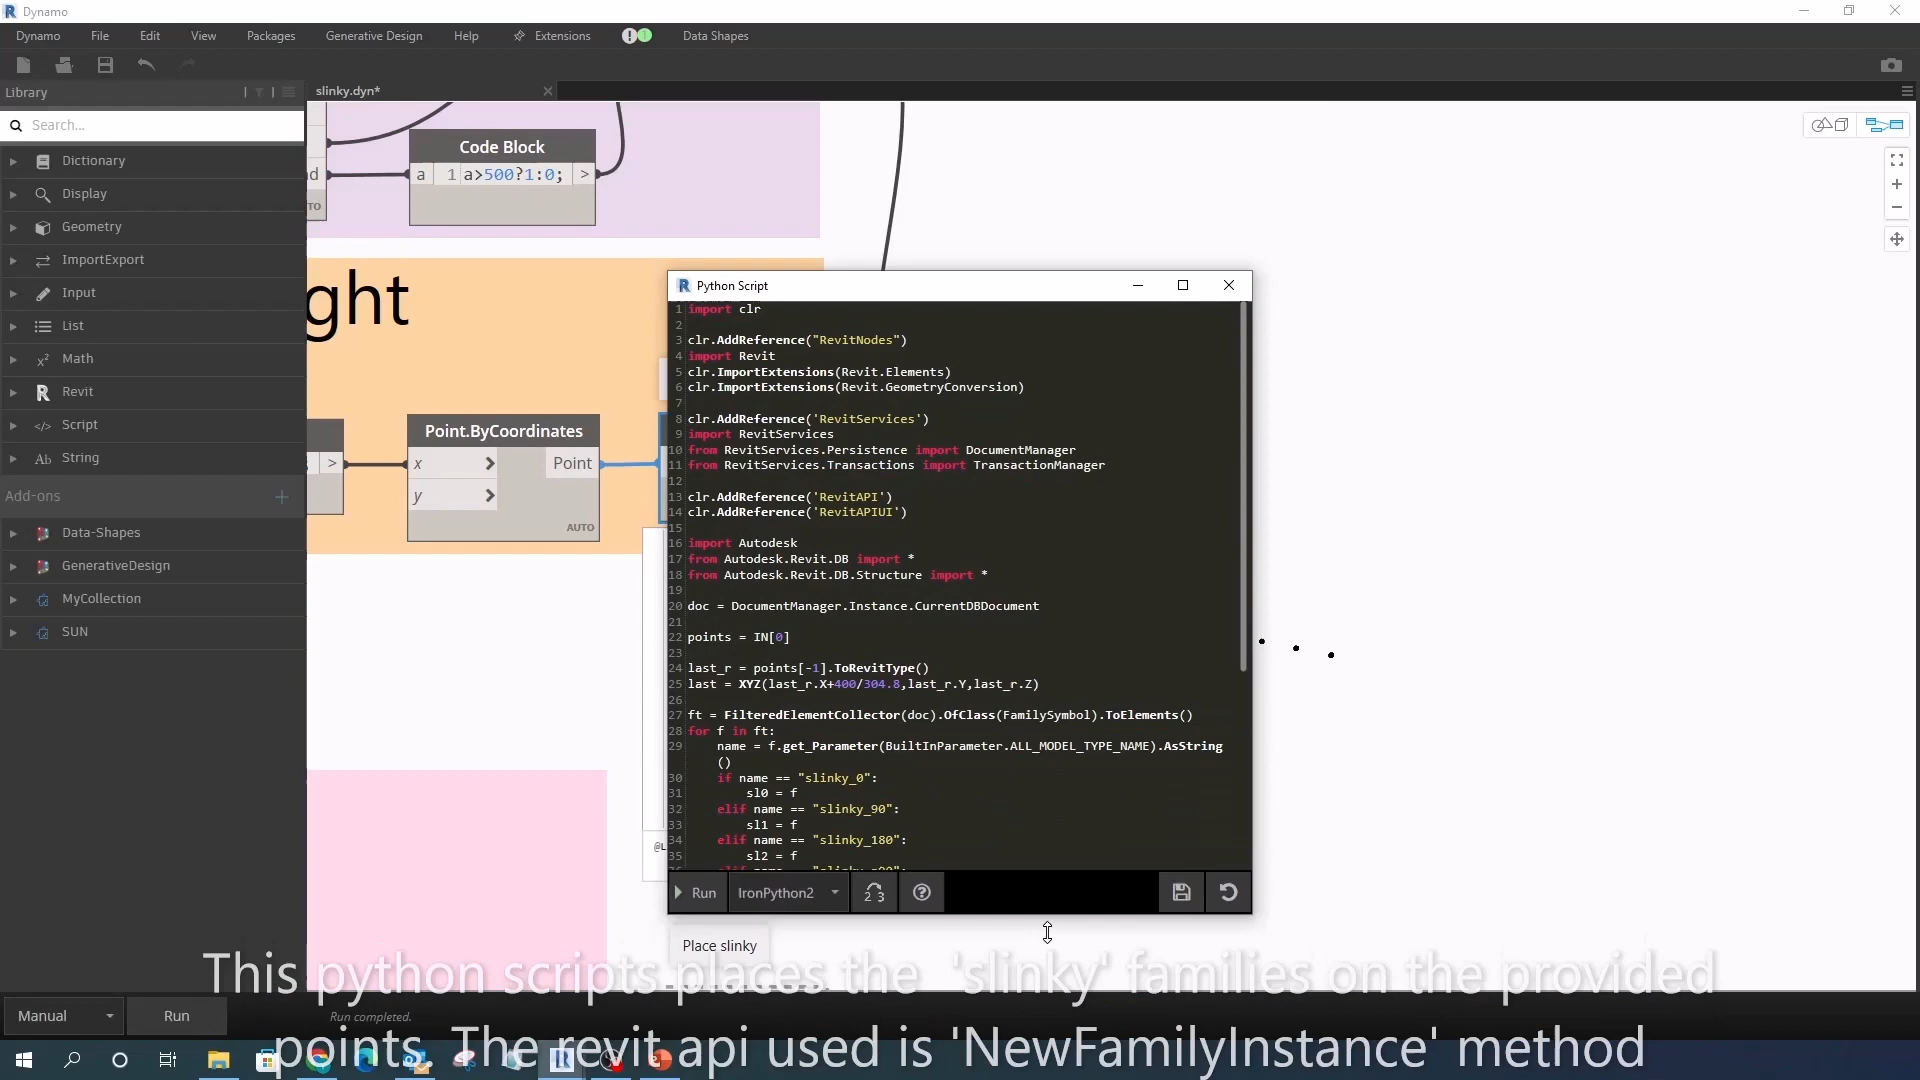 Dynamo
Dynamo File Edit View Packages Generative Design Help Extensions ! 1 Data Shapes
Library
slinky.dyn*
Search...
Dictionary
Display
Geometry
ImportExport
Input
List
Math
Revit
Script
String
Add-ons
Data-Shapes
GenerativeDesign
MyCollection
SUN
Code Block
d
a 1 a>500?1:0; >
TO
ght
Point.ByCoordinates
> x > Point
y >
AUTO
Python Script
1 import clr
2
3 clr.AddReference("RevitNodes")
4 import Revit
5 clr.ImportExtensions(Revit.Elements)
6 clr.ImportExtensions(Revit.GeometryConversion)
7
8 clr.AddReference('RevitServices')
9 import RevitServices
10 from RevitServices.Persistence import DocumentManager
11 from RevitServices.Transactions import TransactionManager
12
13 clr.AddReference('RevitAPI')
14 clr.AddReference('RevitAPIUI')
15
16 import Autodesk
17 from Autodesk.Revit.DB import *
18 from Autodesk.Revit.DB.Structure import *
19
20 doc = DocumentManager.Instance.CurrentDBDocument
21
22 points = IN[0]
23
24 last_r = points[-1].ToRevitType()
25 last = XYZ(last_r.X+400/304.8,last_r.Y,last_r.Z)
26
27 ft = FilteredElementCollector(doc).OfClass(FamilySymbol).ToElements()
28 for f in ft:
29 name = f.get_Parameter(BuiltInParameter.ALL_MODEL_TYPE_NAME).AsString
()
30 if name == "slinky_0":
31 sl0 = f
32 elif name == "slinky_90":
33 sl1 = f
34 elif name == "slinky_180":
35 sl2 = f
@L
Run IronPython2 2 3 ?
Place slinky
This python scripts places the 'slinky' families on the provided
points. The revit api used is 'NewFamilyInstance' method
Manual Run Run completed.